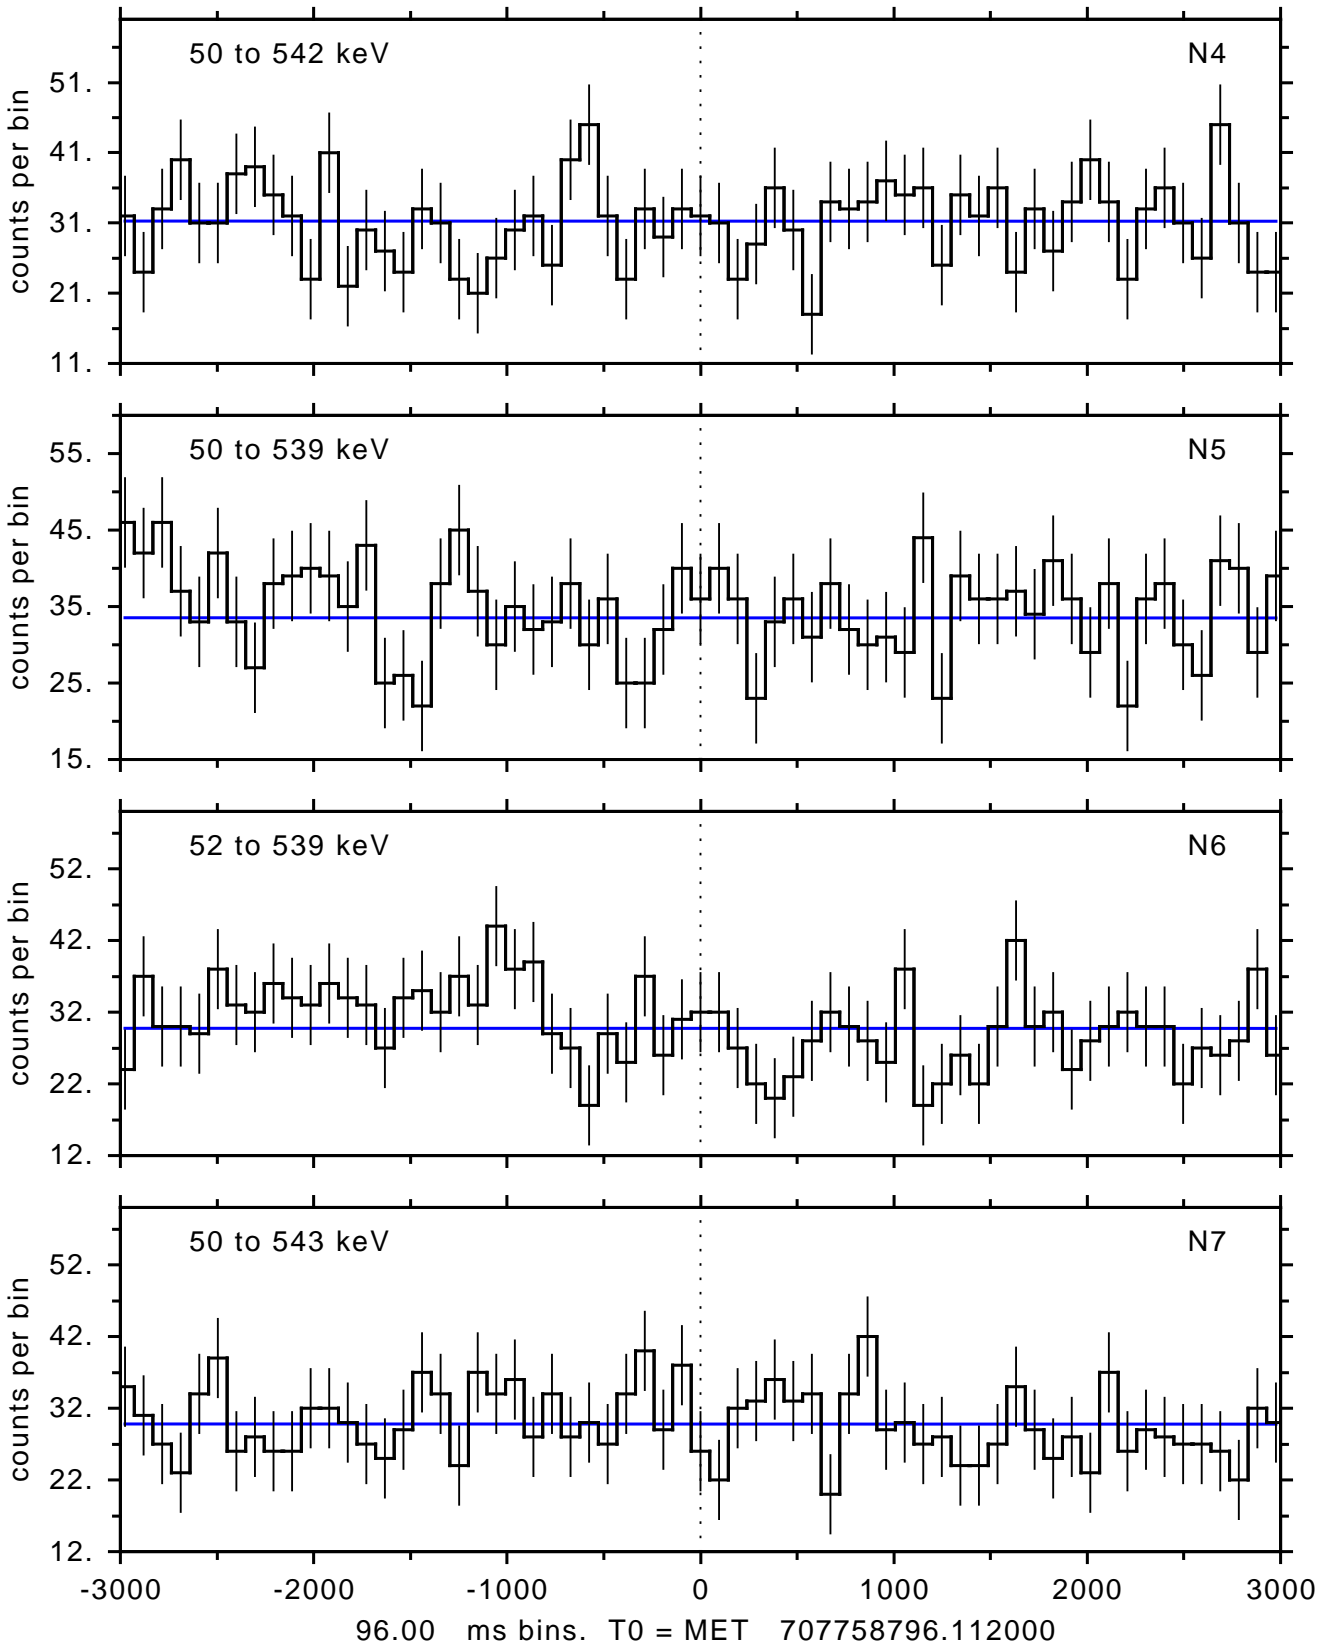 50 to 542 keV N4
counts per bin
51.
41.
31.
21.
11.
50 to 539 keV N5
counts per bin
55.
45.
35.
25.
15.
52 to 539 keV N6
counts per bin
52.
42.
32.
22.
12.
50 to 543 keV N7
counts per bin
52.
42.
32.
22.
12.
-3000 -2000 -1000 0 1000 2000 3000
96.00 ms bins. T0 = MET 707758796.112000